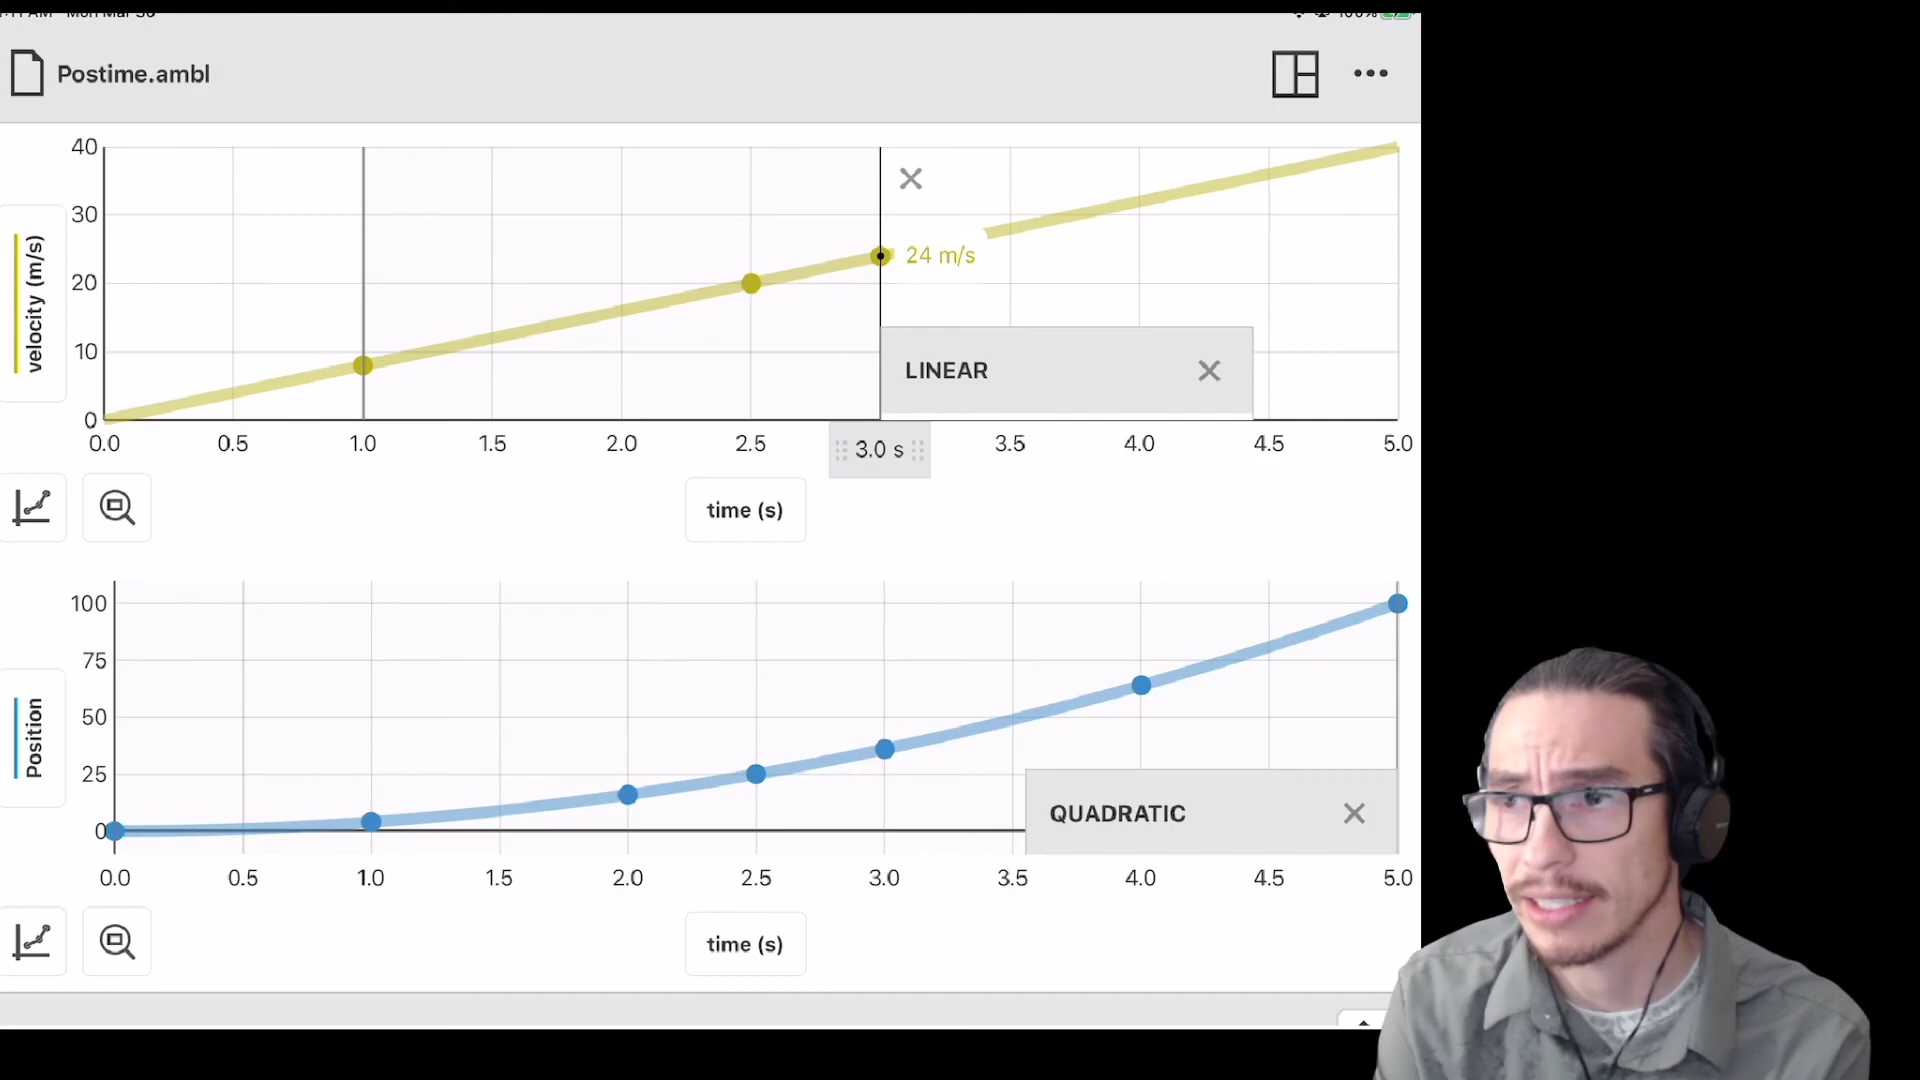 Postime.ambl
velocity (m/s)
40
30
20
10
0
24 m/s
LINEAR
0.0 0.5 1.0 1.5 2.0 2.5 3.0 s 3.5 4.0 4.5 5.0
time (s)
Position
100
75
50
25
0
QUADRATIC
0.0 0.5 1.0 1.5 2.0 2.5 3.0 3.5 4.0 4.5 5.0
time (s)